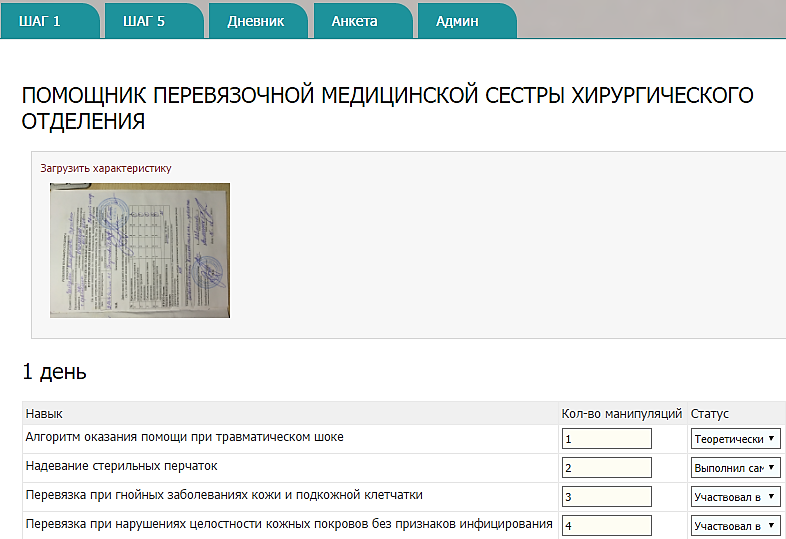 ШАГ 1 ШАГ 5 Дневник Анкета Админ
ПОМОЩНИК ПЕРЕВЯЗОЧНОЙ МЕДИЦИНСКОЙ СЕСТРЫ ХИРУРГИЧЕСКОГО
ОТДЕЛЕНИЯ
Загрузить характеристику
1 день
Навык Кол-во манипуляций Статус
Алгоритм оказания помощи при травматическом шоке 1 Теоретически
Надевание стерильных перчаток 2 Выполнил сам
Перевязка при гнойных заболеваниях кожи и подкожной клетчатки 3 Участвовал в
Перевязка при нарушениях целостности кожных покровов без признаков инфицирования 4 Участвовал в